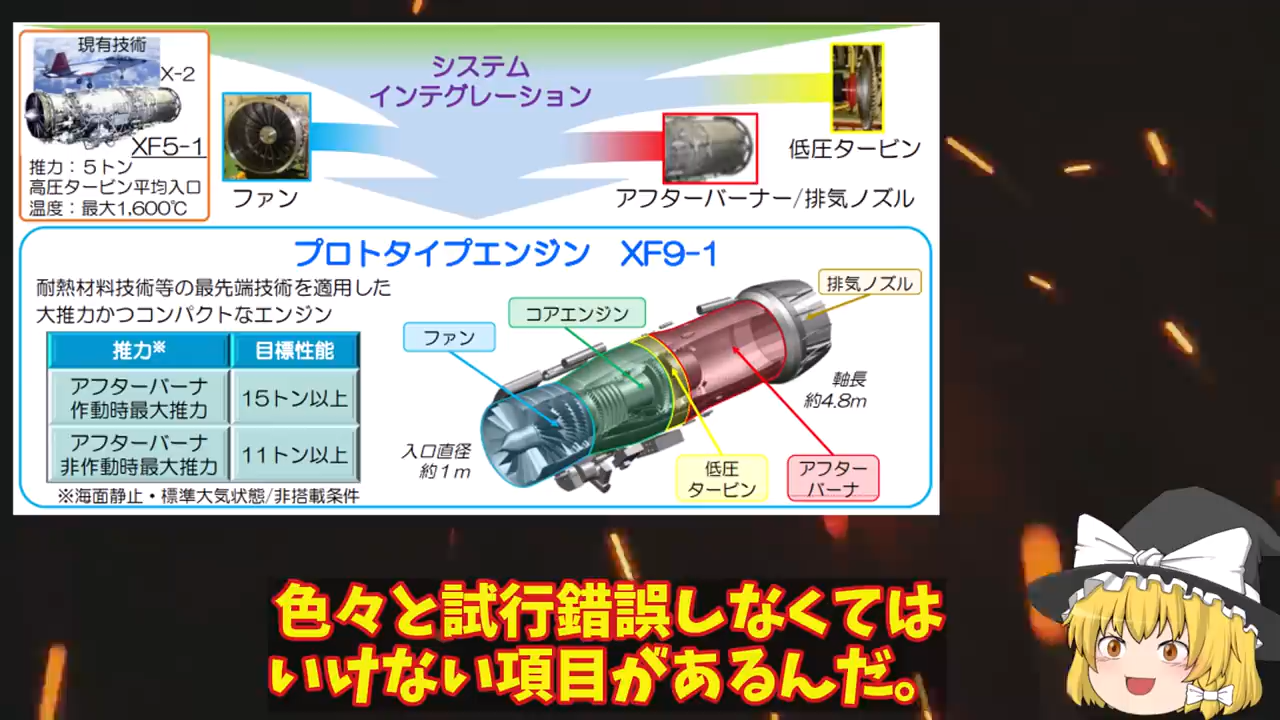 現有技術
X-2
XF5-1
推力：５トン
高圧タービン平均入口
温度：最大1,600℃
システム
インテグレーション
ファン
アフターバーナー/排気ノズル
低圧タービン
プロトタイプエンジン　XF9-1
耐熱材料技術等の最先端技術を適用した
大推力かつコンパクトなエンジン
推力※
目標性能
アフターバーナ
作動時最大推力
15トン以上
アフターバーナ
非作動時最大推力
11トン以上
※海面静止・標準大気状態/非搭載条件
ファン
コアエンジン
排気ノズル
軸長
約4.8m
入口直径
約１ｍ
低圧
タービン
アフター
バーナ
色々と試行錯誤しなくては
いけない項目があるんだ。